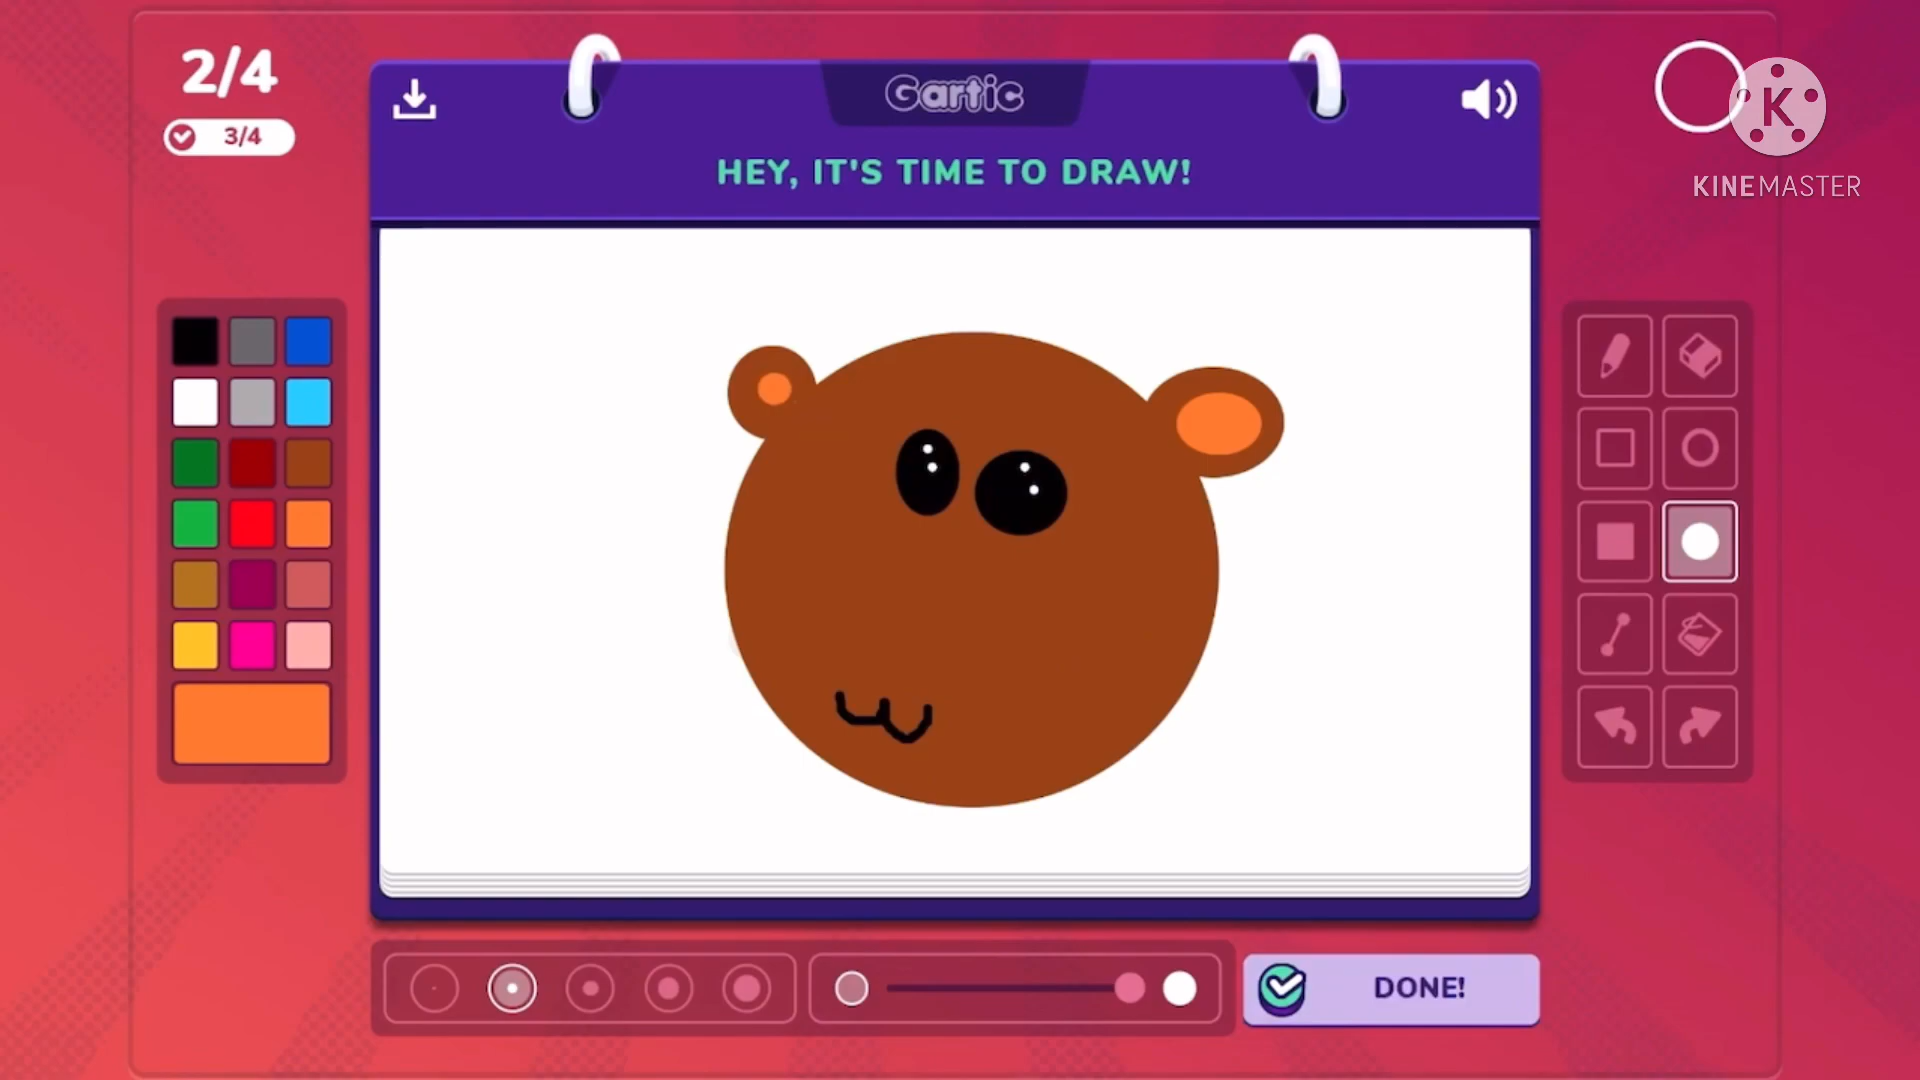 2/4
3/4
Gartic
HEY, IT'S TIME TO DRAW!
K
KINEMASTER
DONE!